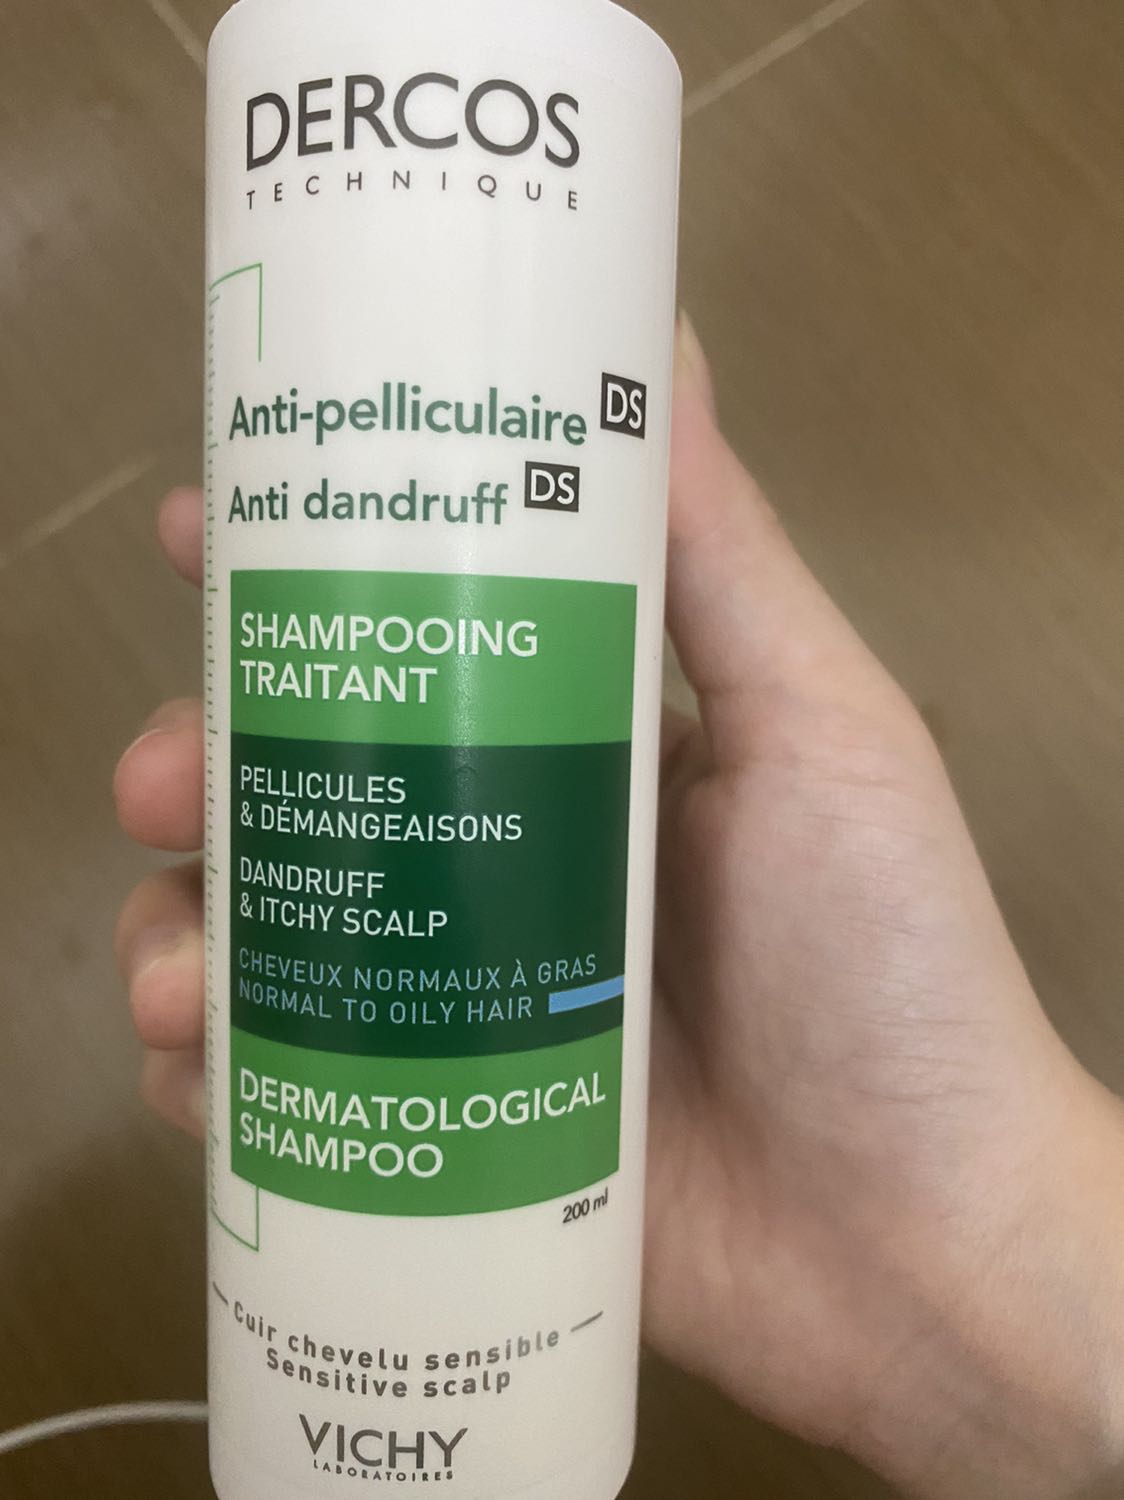 DERCOS
TECHNIQUE
Anti-pelliculaire DS
Anti dandruff DS
SHAMPOOING
TRAITANT
PELLICULES
& DÉMANGEAISONS
DANDRUFF
& ITCHY SCALP
CHEVEUX NORMAUX À GRAS
NORMAL TO OILY HAIR
DERMATOLOGICAL
SHAMPOO
200 ml
Cuir chevelu sensible
Sensitive scalp
VICHY
LABORATOIRES